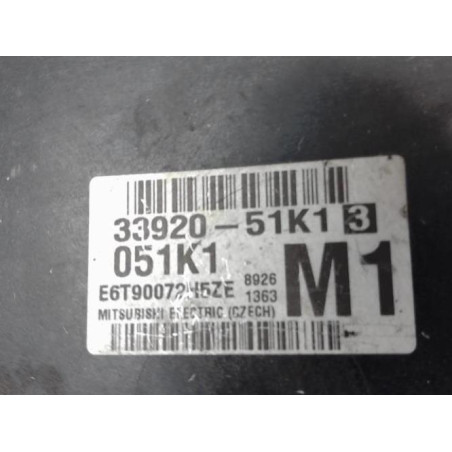 33920-51K1 3
051K1
M1
E6T90072H5ZE
8926
1363
MITSUBISHI ELECTRIC (CZECH)